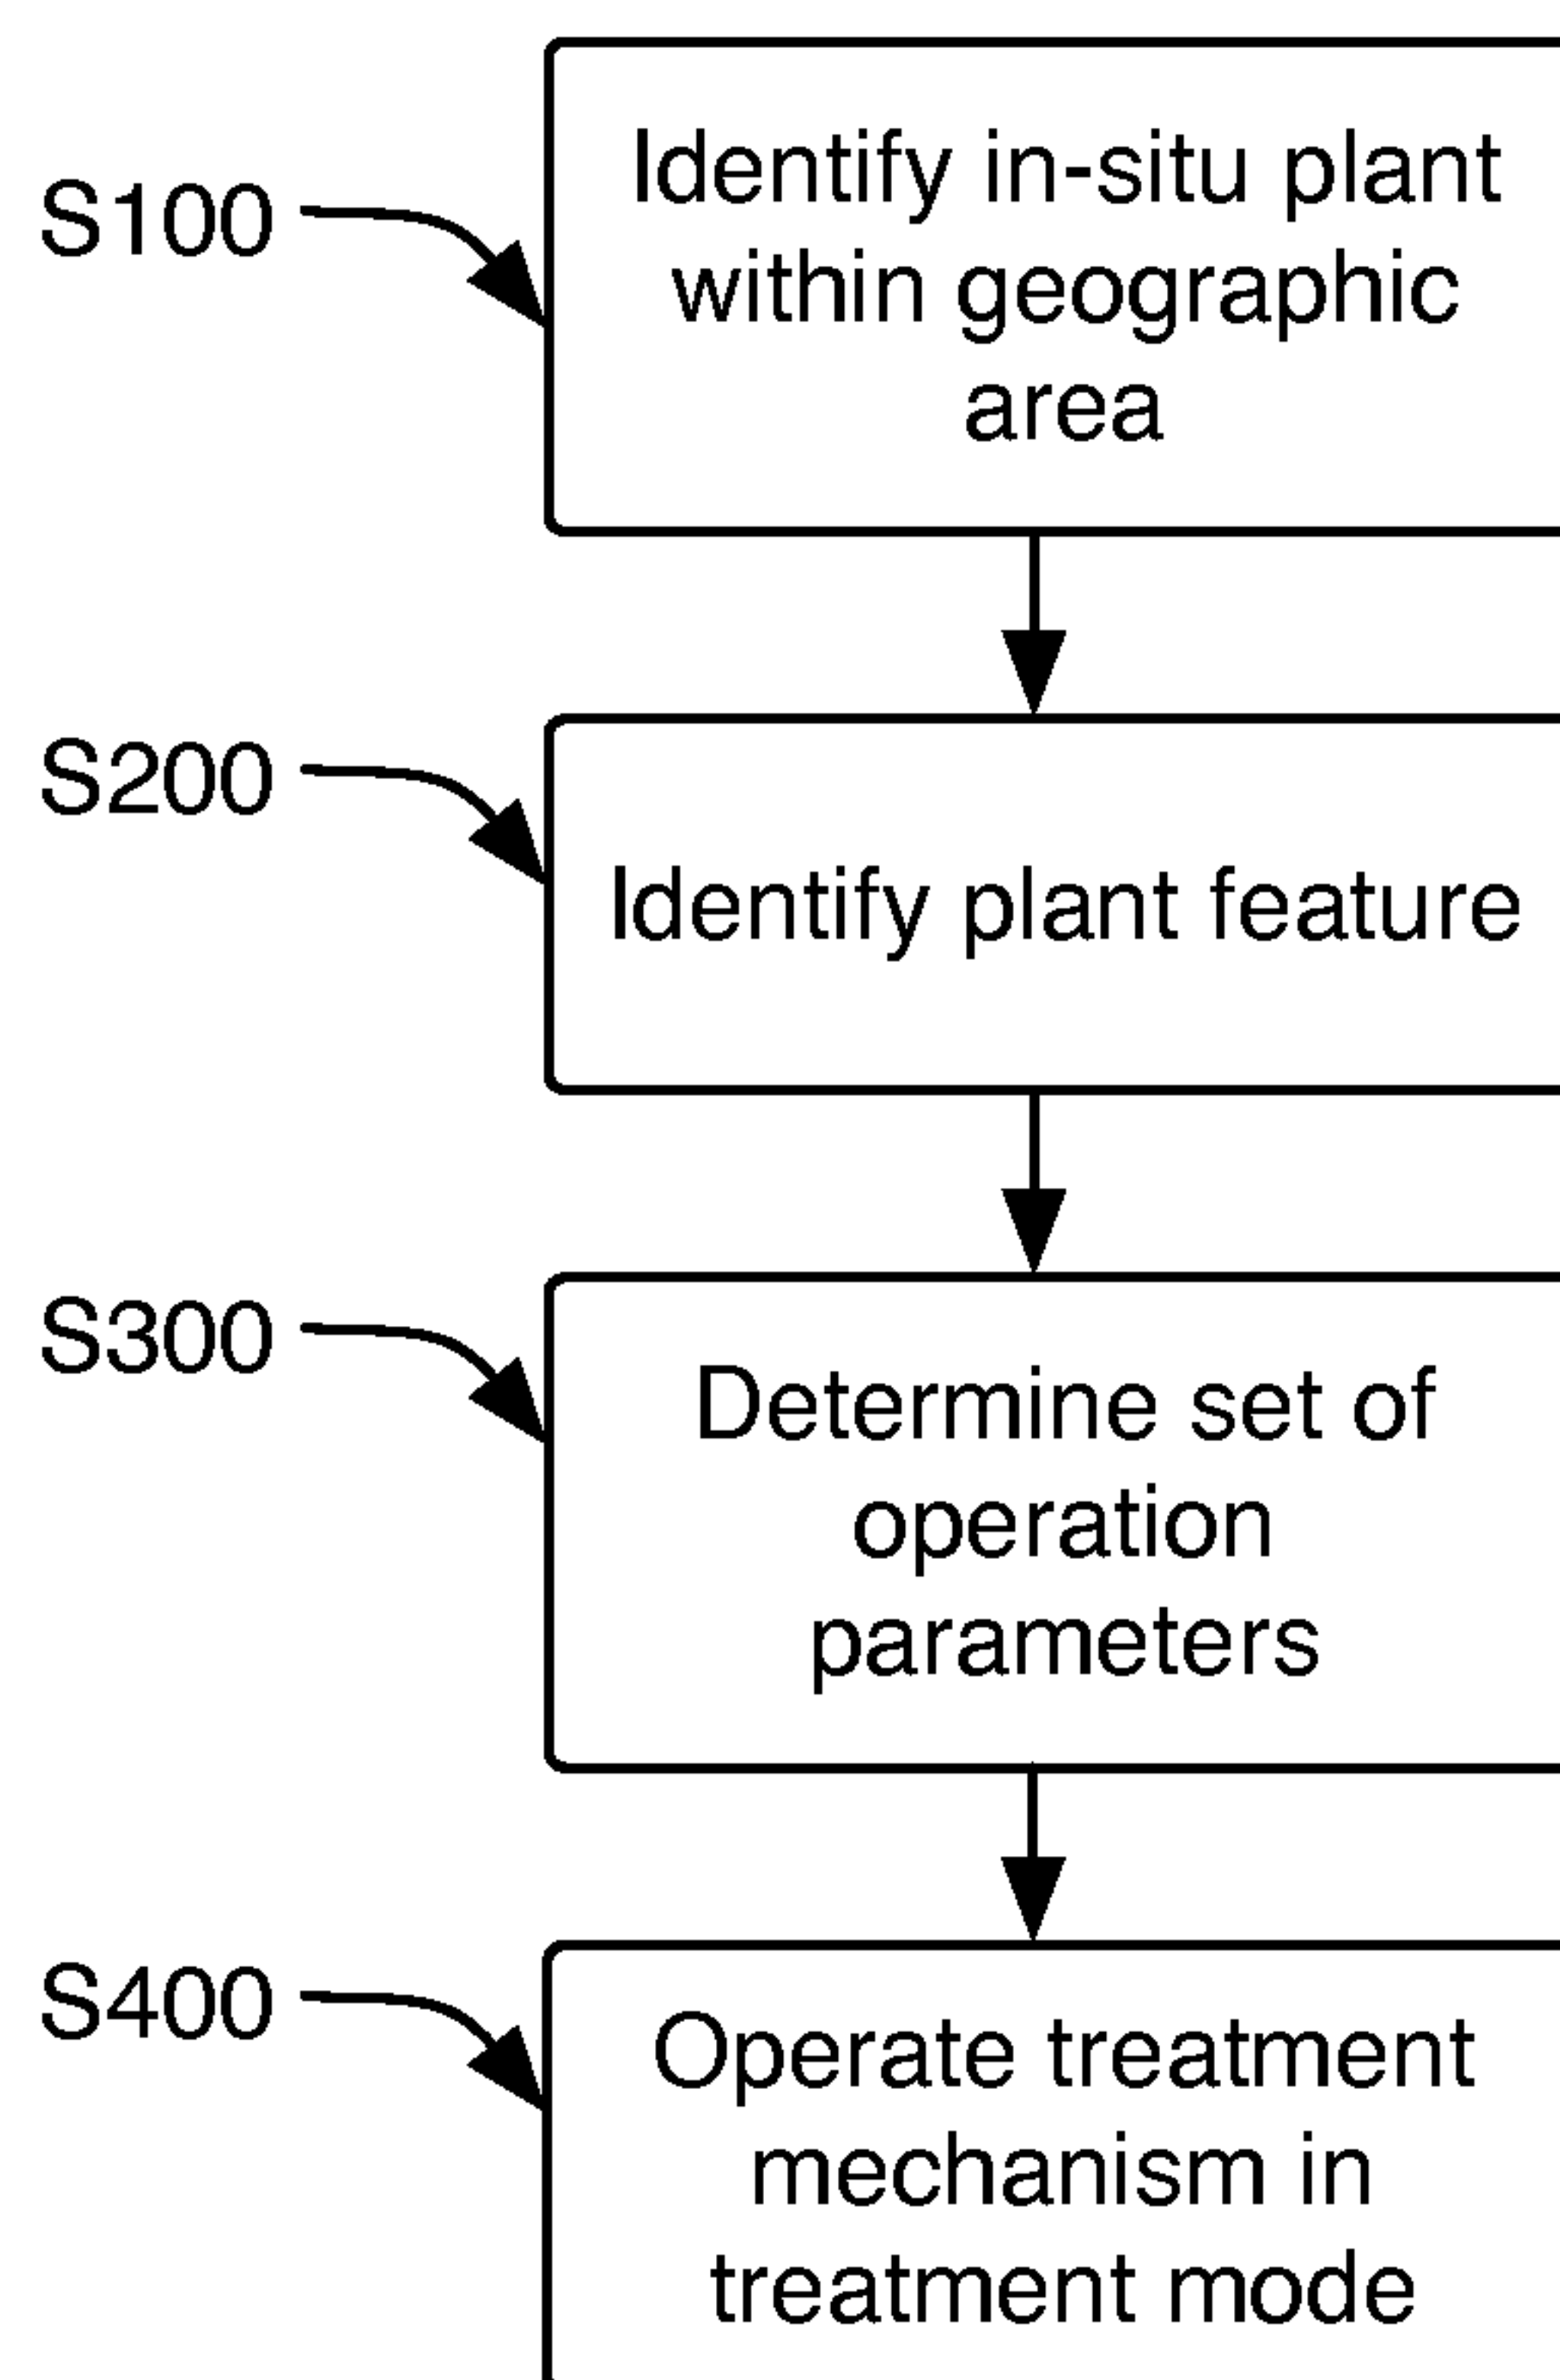 S100
Identify in-situ plant
within geographic
area
S200
Identify plant feature
S300
Determine set of
operation
parameters
S400
Operate treatment
mechanism in
treatment mode